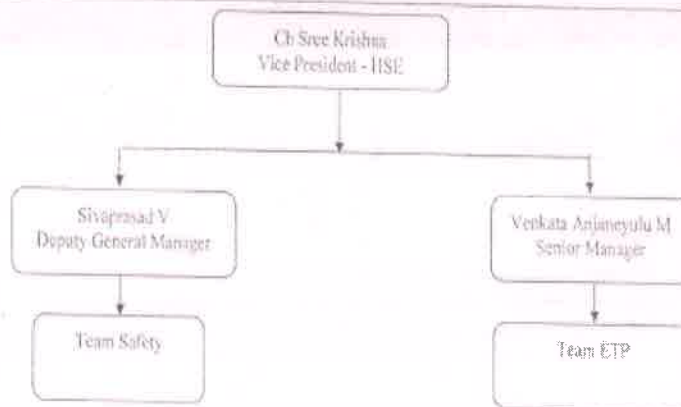 Ch Sree Krishna
Vice President - HSE
Sivaprasad V
Deputy General Manager
Venkata Anjaneyulu M
Senior Manager
Team Safety
Team ETP